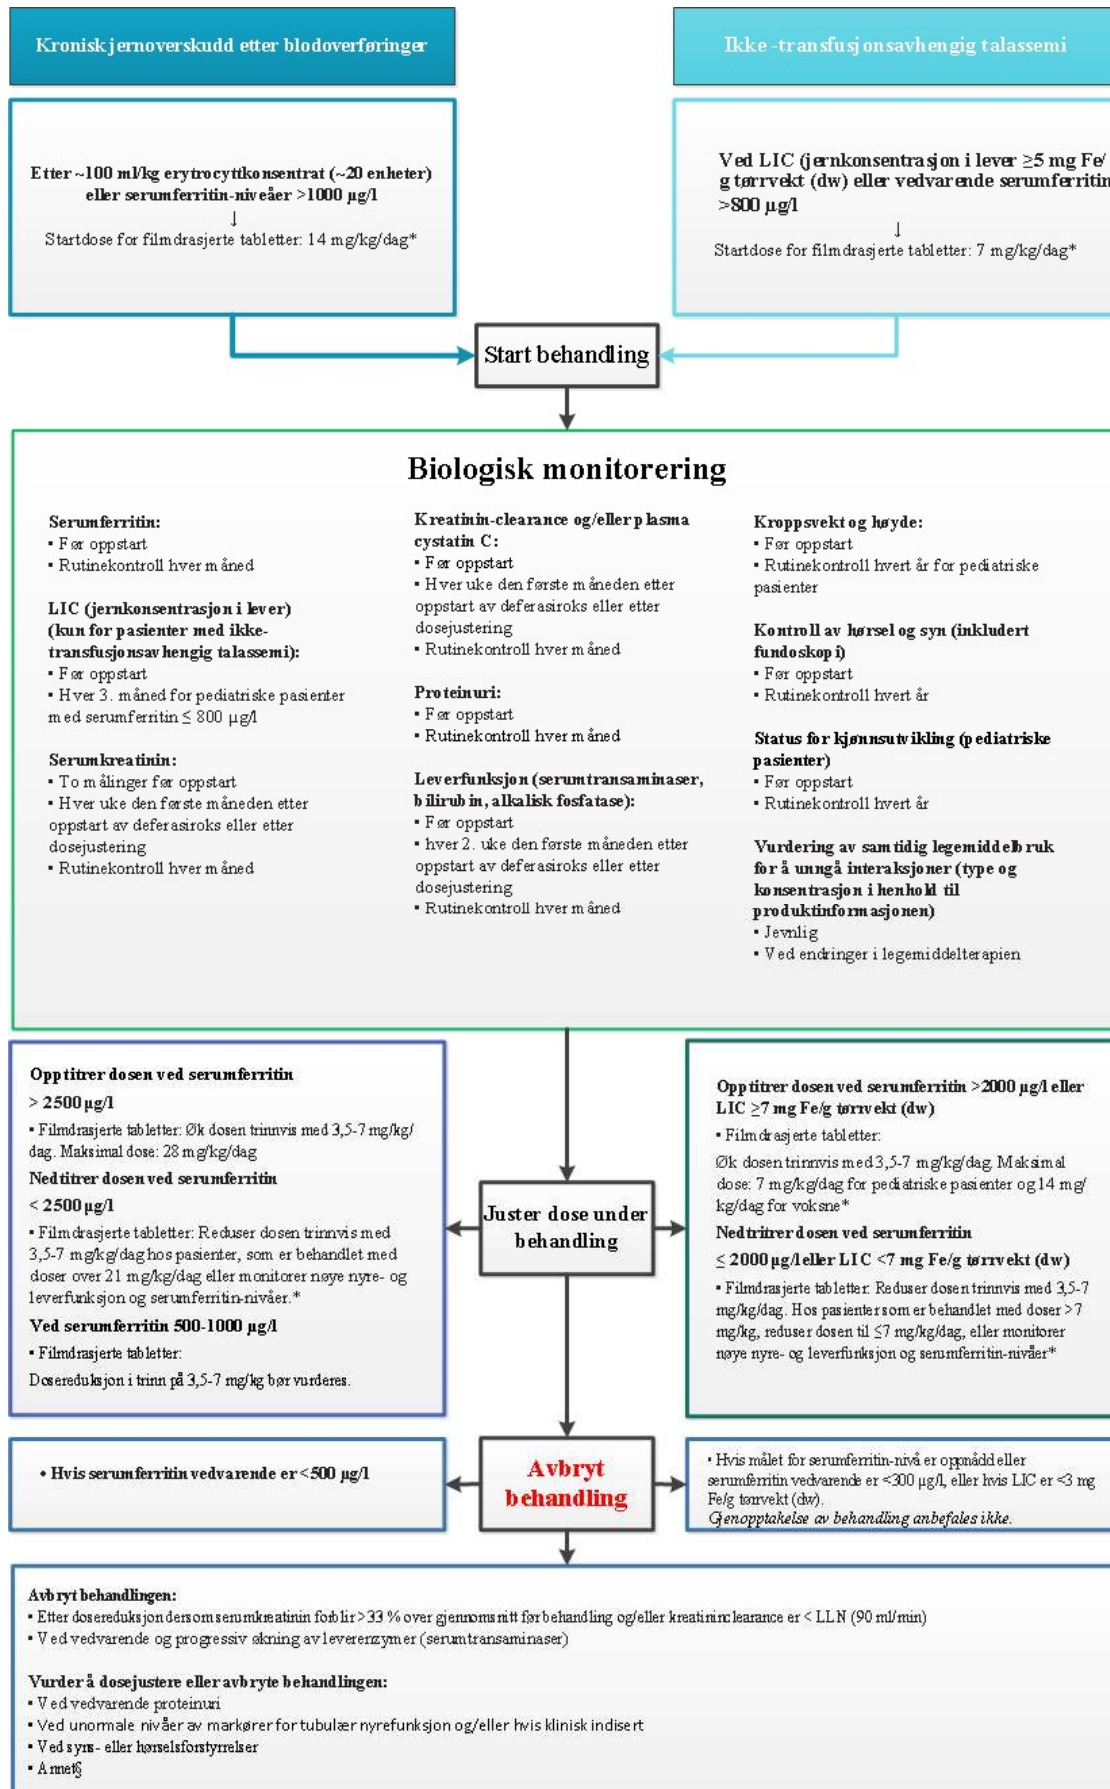 Kronisk jernoverskudd etter blodoverføringer
Ikke -transfusjonsavhengig talassemi
Etter ~100 ml/kg erytrocyttkonsentrat (~20 enheter)
eller serumferritin-nivåer >1000 µg/l
↓
Startdose for filmdrasjerte tabletter: 14 mg/kg/dag*
Ved LIC (jernkonsentrasjon i lever ≥5 mg Fe/
g tørrvekt (dw) eller vedvarende serumferritin
>800 µg/l
↓
Startdose for filmdrasjerte tabletter: 7 mg/kg/dag*
Start behandling
Biologisk monitorering
Serumferritin:
▪ Før oppstart
▪ Rutinekontroll hver måned
LIC (jernkonsentrasjon i lever)
(kun for pasienter med ikke-
transfusjonsavhengig talassemi):
▪ Før oppstart
▪ Hver 3. måned for pediatriske pasienter
med serumferritin ≤ 800 µg/l
Serumkreatinin:
▪ To målinger før oppstart
▪ Hver uke den første måneden etter
oppstart av deferasiroks eller etter
dosejustering
▪ Rutinekontroll hver måned
Kreatinin-clearance og/eller plasma
cystatin C:
▪ Før oppstart
▪ Hver uke den første måneden etter
oppstart av deferasiroks eller etter
dosejustering
▪ Rutinekontroll hver måned
Proteinuri:
▪ Før oppstart
▪ Rutinekontroll hver måned
Leverfunksjon (serumtransaminaser,
bilirubin, alkalisk fosfatase):
▪ Før oppstart
▪ hver 2. uke den første måneden etter
oppstart av deferasiroks eller etter
dosejustering
▪ Rutinekontroll hver måned
Kroppsvekt og høyde:
▪ Før oppstart
▪ Rutinekontroll hvert år for pediatriske
pasienter
Kontroll av hørsel og syn (inkludert
fundoskopi)
▪ Før oppstart
▪ Rutinekontroll hvert år
Status for kjønnsutvikling (pediatriske
pasienter)
▪ Før oppstart
▪ Rutinekontroll hvert år
Vurdering av samtidig legemiddelbruk
for å unngå interaksjoner (type og
konsentrasjon i henhold til
produktinformasjonen)
▪ Jevnlig
▪ Ved endringer i legemiddelterapien
Opptitrer dosen ved serumferritin
> 2500 µg/l
▪ Filmdrasjerte tabletter: Øk dosen trinnvis med 3,5-7 mg/kg/
dag. Maksimal dose: 28 mg/kg/dag
Nedtitrer dosen ved serumferritin
< 2500 µg/l
▪ Filmdrasjerte tabletter: Reduser dosen trinnvis med
3,5-7 mg/kg/dag hos pasienter, som er behandlet med
doser over 21 mg/kg/dag eller monitorer nøye nyre- og
leverfunksjon og serumferritin-nivåer.*
Ved serumferritin 500-1000 µg/l
▪ Filmdrasjerte tabletter:
Dosereduksjon i trinn på 3,5-7 mg/kg bør vurderes.
Juster dose under
behandling
Opptitrer dosen ved serumferritin >2000 µg/l eller
LIC ≥7 mg Fe/g tørrvekt (dw)
▪ Filmdrasjerte tabletter:
Øk dosen trinnvis med 3,5-7 mg/kg/dag. Maksimal
dose: 7 mg/kg/dag for pediatriske pasienter og 14 mg/
kg/dag for voksne*
Nedtritrer dosen ved serumferritin
≤ 2000 µg/l eller LIC <7 mg Fe/g tørrvekt (dw)
▪ Filmdrasjerte tabletter: Reduser dosen trinnvis med 3,5-7
mg/kg/dag. Hos pasienter som er behandlet med doser >7
mg/kg, reduser dosen til ≤7 mg/kg/dag, eller monitorer
nøye nyre- og leverfunksjon og serumferritin-nivåer*
▪ Hvis serumferritin vedvarende er <500 µg/l
Avbryt
behandling
▪ Hvis målet for serumferritin-nivå er oppnådd eller
serumferritin vedvarende er <300 µg/l, eller hvis LIC er <3 mg
Fe/g tørrvekt (dw).
Gjenopptakelse av behandling anbefales ikke.
Avbryt behandlingen:
▪ Etter dosereduksjon dersom serumkreatinin forblir >33 % over gjennomsnitt før behandling og/eller kreatininclearance er < LLN (90 ml/min)
▪ Ved vedvarende og progressiv økning av leverenzymer (serumtransaminaser)
Vurder å dosejustere eller avbryte behandlingen:
▪ Ved vedvarende proteinuri
▪ Ved unormale nivåer av markører for tubulær nyrefunksjon og/eller hvis klinisk indisert
▪ Ved syns- eller hørselsforstyrrelser
▪ Annet§